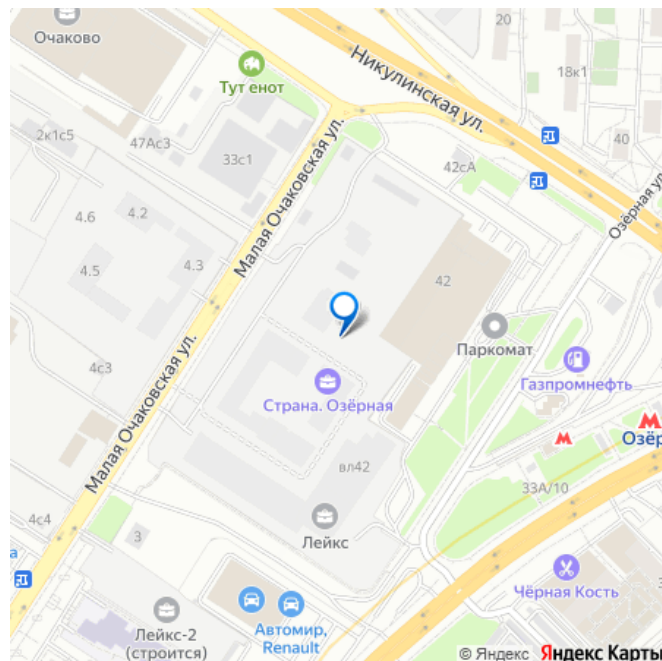 Очаково
Тут енот
Никулинская ул.
20
18к1
2к1с5
47Ас3
33с1
40
42сА
Озёрная ул.
4.6
4.2
4.5
4.3
Малая Очаковская ул.
42
Паркомат
Газпромнефть
4с3
Страна. Озёрная
Озёр
Малая Очаковская ул.
вл42
33А/10
4с4
3
Лейкс
а
Чёрная Кость
Лейкс-2
(строится)
Автомир,
Renault
© Яндекс Яндекс Карты